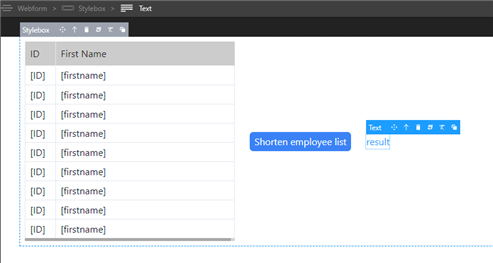 Webform > Stylebox > Text
Stylebox
ID First Name
[ID] [firstname]
[ID] [firstname]
[ID] [firstname]
[ID] [firstname]
[ID] [firstname]
[ID] [firstname]
[ID] [firstname]
[ID] [firstname]
[ID] [firstname]
Shorten employee list
Text
result